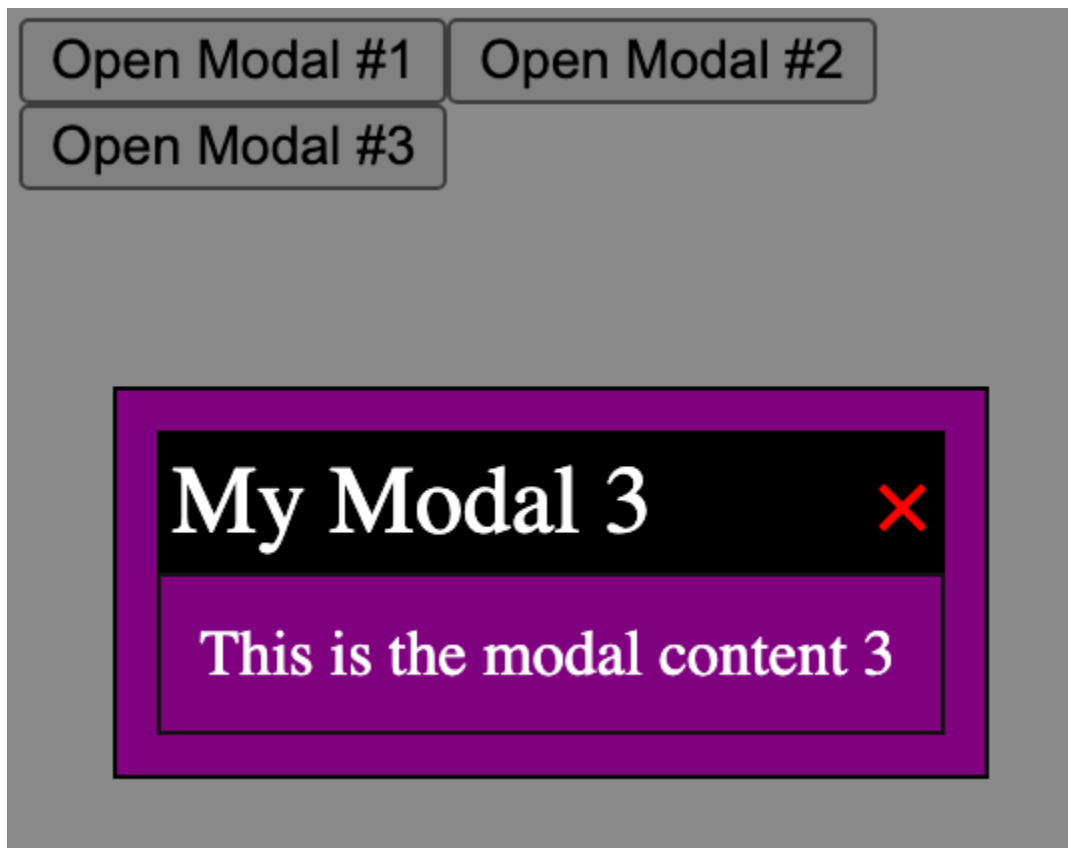 Open Modal #1 Open Modal #2
Open Modal #3
My Modal 3 ×
This is the modal content 3